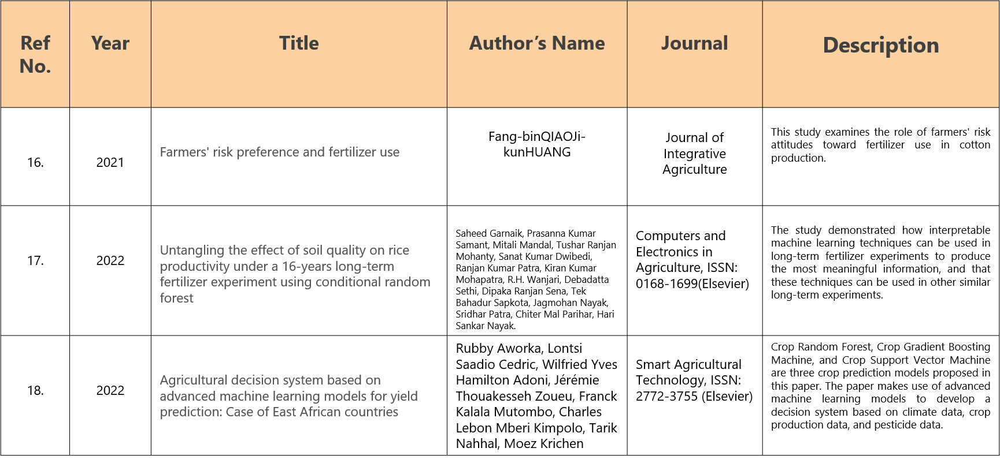 Ref
No.
Year
Title
Author’s Name
Journal
Description
16.
2021
Farmers' risk preference and fertilizer use
Fang-binQIAOJi-
kunHUANG
Journal of
Integrative
Agriculture
This study examines the role of farmers' risk
attitudes toward fertilizer use in cotton
production.
17.
2022
Untangling the effect of soil quality on rice
productivity under a 16-years long-term
fertilizer experiment using conditional random
forest
Saheed Garnaik, Prasanna Kumar
Samant, Mitali Mandal, Tushar Ranjan
Mohanty, Sanat Kumar Dwibedi,
Ranjan Kumar Patra, Kiran Kumar
Mohapatra, R.H. Wanjari, Debadatta
Sethi, Dipaka Ranjan Sena, Tek
Bahadur Sapkota, Jagmohan Nayak,
Sridhar Patra, Chiter Mal Parihar, Hari
Sankar Nayak.
Computers and
Electronics in
Agriculture, ISSN:
0168-1699(Elsevier)
The study demonstrated how interpretable
machine learning techniques can be used in
long-term fertilizer experiments to produce
the most meaningful information, and that
these techniques can be used in other similar
long-term experiments.
18.
2022
Agricultural decision system based on
advanced machine learning models for yield
prediction: Case of East African countries
Rubby Aworka, Lontsi
Saadio Cedric, Wilfried Yves
Hamilton Adoni, Jérémie
Thouakesseh Zoueu, Franck
Kalala Mutombo, Charles
Lebon Mberi Kimpolo, Tarik
Nahhal, Moez Krichen
Smart Agricultural
Technology, ISSN:
2772-3755 (Elsevier)
Crop Random Forest, Crop Gradient Boosting
Machine, and Crop Support Vector Machine
are three crop prediction models proposed in
this paper. The paper makes use of advanced
machine learning models to develop a
decision system based on climate data, crop
production data, and pesticide data.